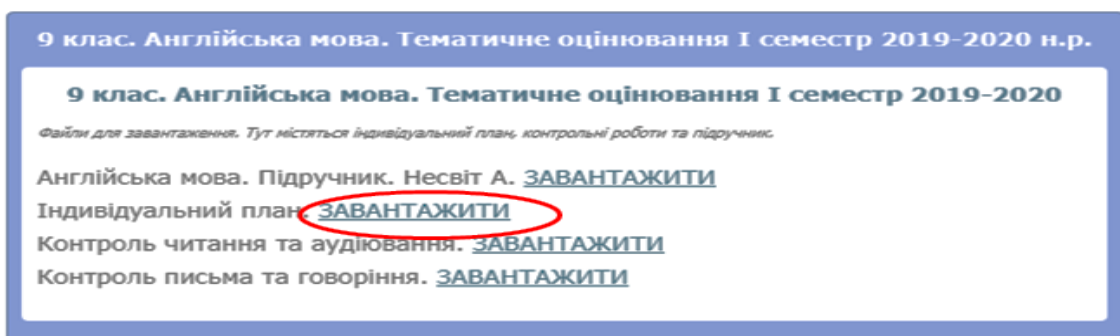 9 клас. Англійська мова. Тематичне оцінювання І семестр 2019-2020 н.р.
9 клас. Англійська мова. Тематичне оцінювання І семестр 2019-2020
Файли для завантаження. Тут містяться індивідуальний план, контрольні роботи та підручник.
Англійська мова. Підручник. Несвіт А. ЗАВАНТАЖИТИ
Індивідуальний план. ЗАВАНТАЖИТИ
Контроль читання та аудіювання. ЗАВАНТАЖИТИ
Контроль письма та говоріння. ЗАВАНТАЖИТИ